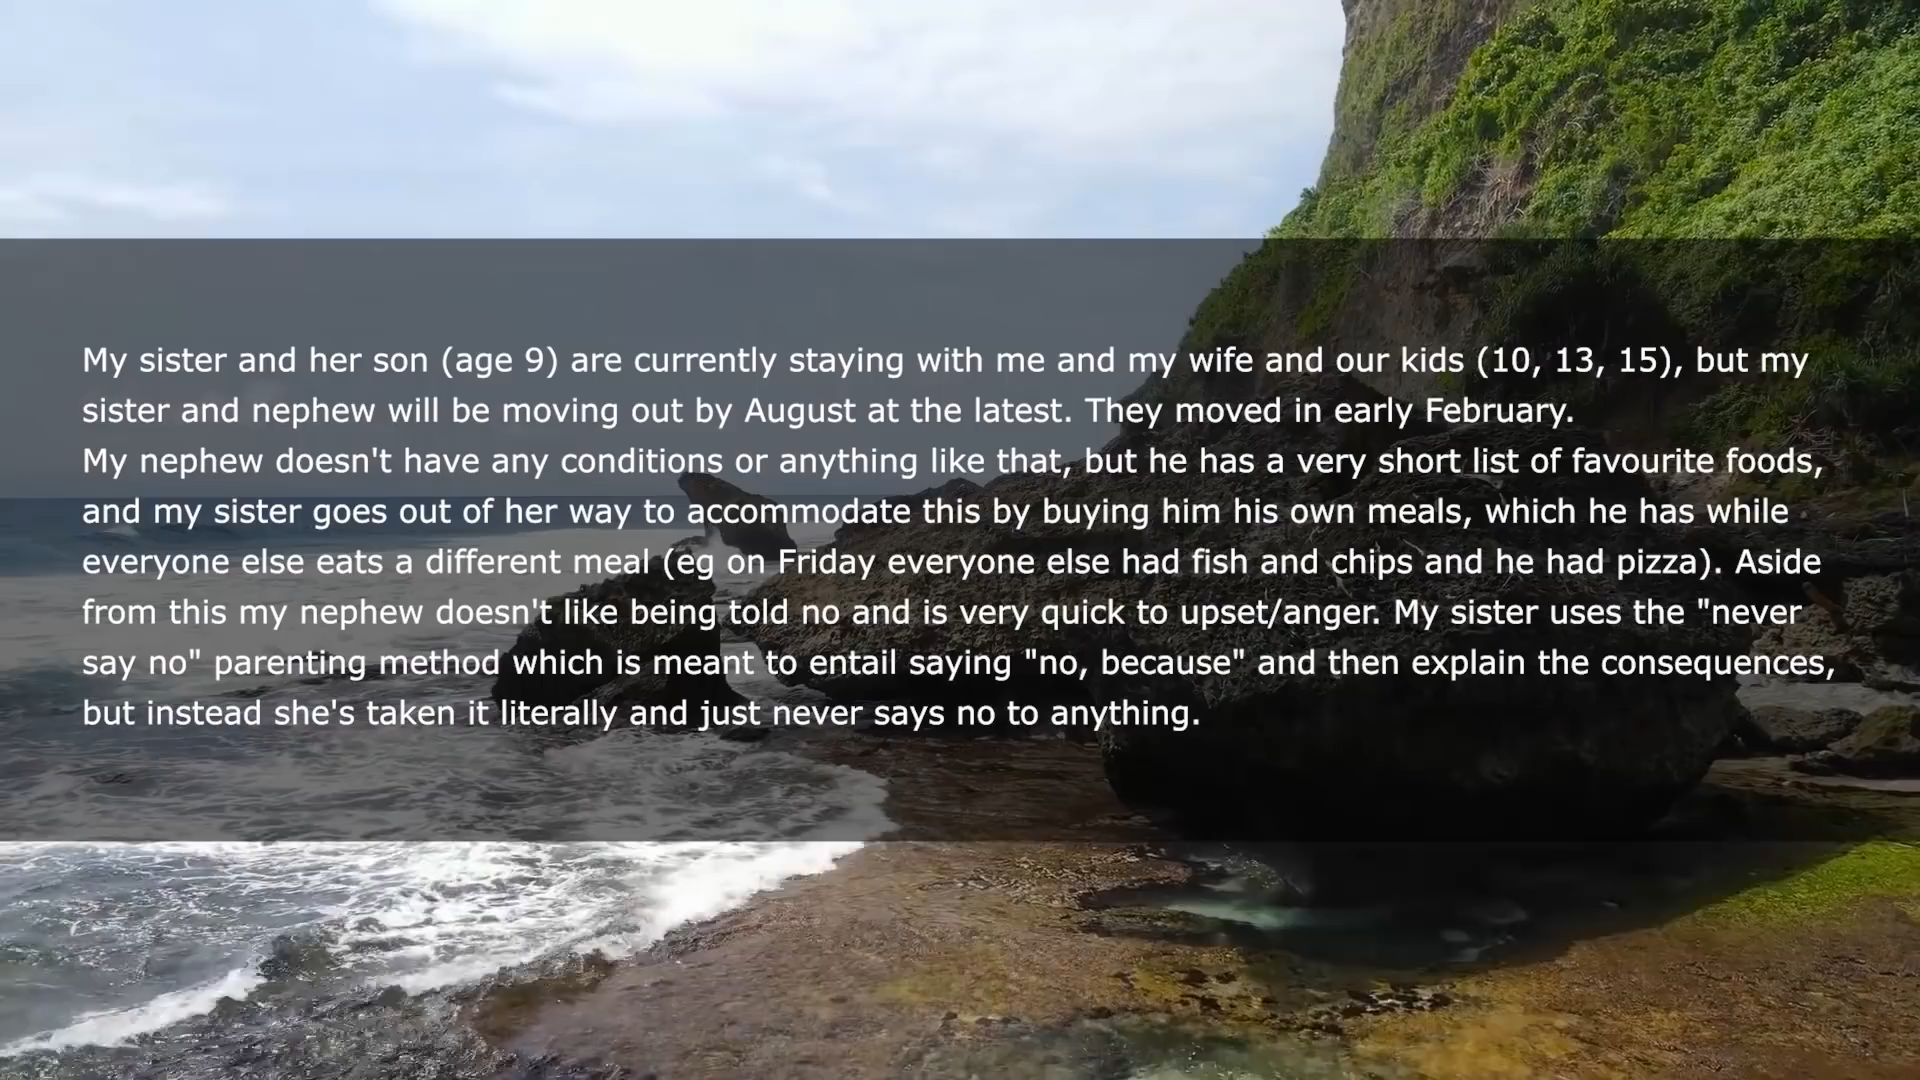 My sister and her son (age 9) are currently staying with me and my wife and our kids (10, 13, 15), but my
sister and nephew will be moving out by August at the latest. They moved in early February.
My nephew doesn't have any conditions or anything like that, but he has a very short list of favourite foods,
and my sister goes out of her way to accommodate this by buying him his own meals, which he has while
everyone else eats a different meal (eg on Friday everyone else had fish and chips and he had pizza). Aside
from this my nephew doesn't like being told no and is very quick to upset/anger. My sister uses the "never
say no" parenting method which is meant to entail saying "no, because" and then explain the consequences,
but instead she's taken it literally and just never says no to anything.